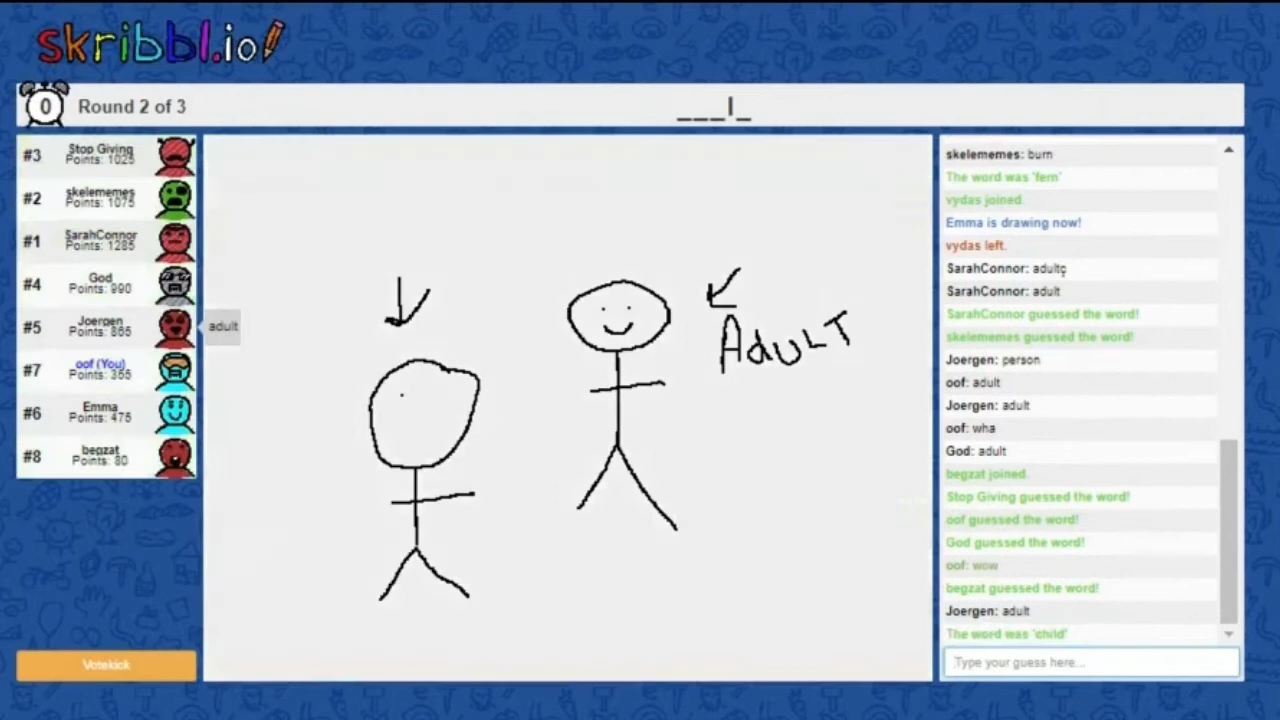 skribbl.io
0
Round 2 of 3
___l_
#3
Stop Giving
Points: 1025
#2
skelememes
Points: 1075
#1
SarahConnor
Points: 1285
#4
God
Points: 990
#5
Joergen
Points: 865
adult
#7
oof (You)
Points: 355
#6
Emma
Points: 475
#8
begzat
Points: 80
Votekick
ADULT
skelememes: burn
The word was 'fern'
vydas joined.
Emma is drawing now!
vydas left.
SarahConnor: adultç
SarahConnor: adult
SarahConnor guessed the word!
skelememes guessed the word!
Joergen: person
oof: adult
Joergen: adult
oof: wha
God: adult
begzat joined.
Stop Giving guessed the word!
oof guessed the word!
God guessed the word!
oof: wow
begzat guessed the word!
Joergen: adult
The word was 'child'
Type your guess here...